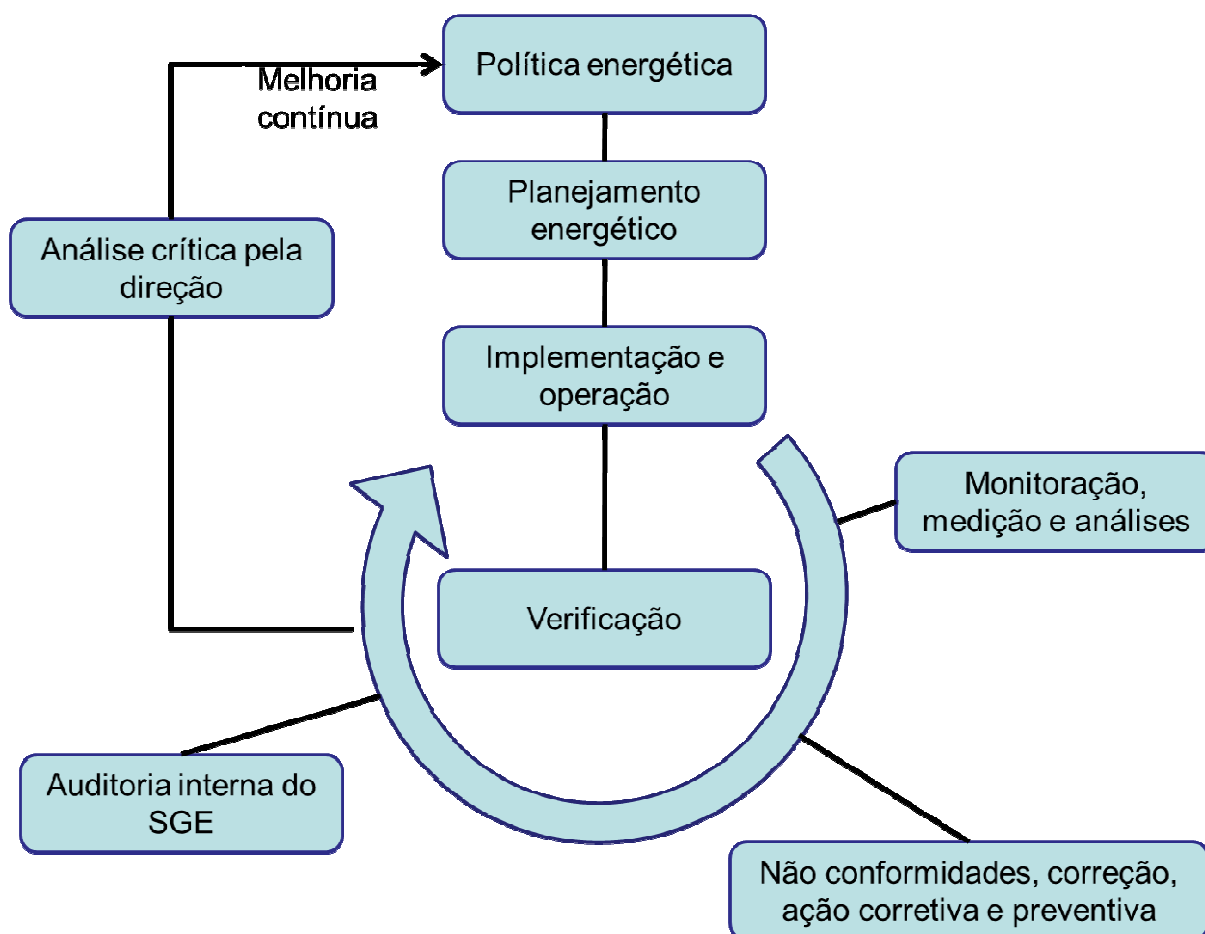 Política energética
Melhoria
contínua
Planejamento
energético
Análise crítica pela
direção
Implementação e
operação
Monitoração,
medição e análises
Verificação
Auditoria interna do
SGE
Não conformidades, correção,
ação corretiva e preventiva